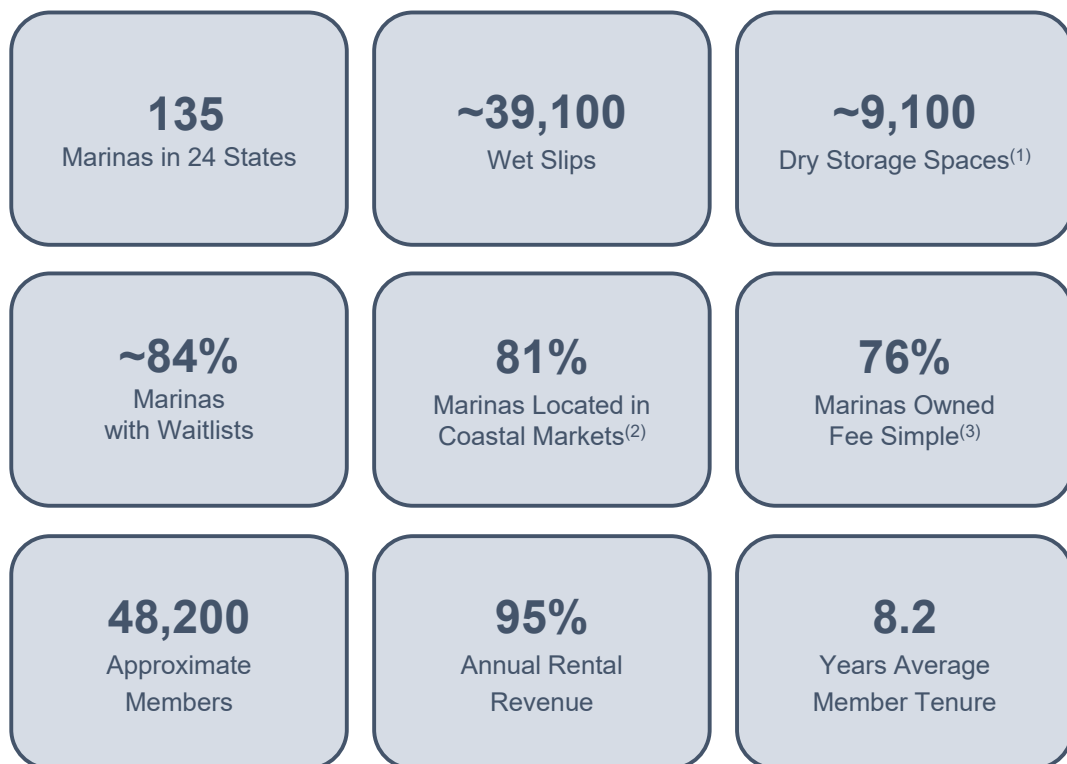 135
Marinas in 24 States
~39,100
Wet Slips
~9,100
Dry Storage Spaces(1)
~84%
Marinas
with Waitlists
81%
Marinas Located in
Coastal Markets(2)
76%
Marinas Owned
Fee Simple(3)
48,200
Approximate
Members
95%
Annual Rental
Revenue
8.2
Years Average
Member Tenure